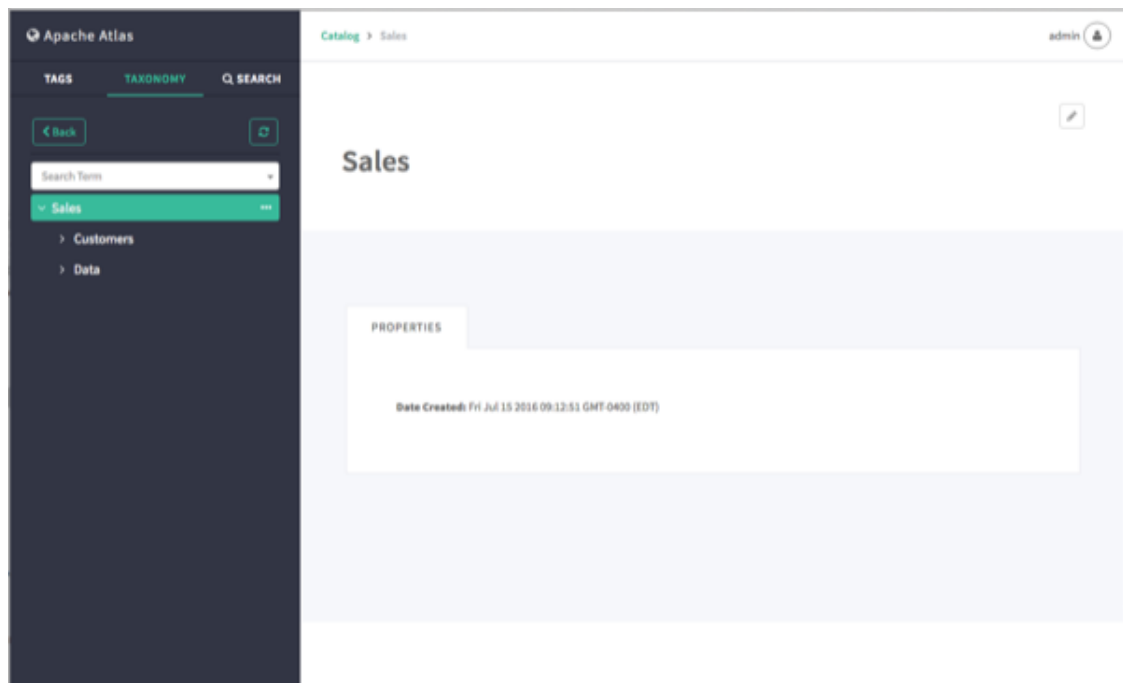 Apache Atlas
Catalog > Sales
admin
TAGS
TAXONOMY
SEARCH
Back
Search Term
Sales
Customers
Data
Sales
PROPERTIES
Date Created: Fri Jul 15 2016 09:12:51 GMT-0400 (EDT)